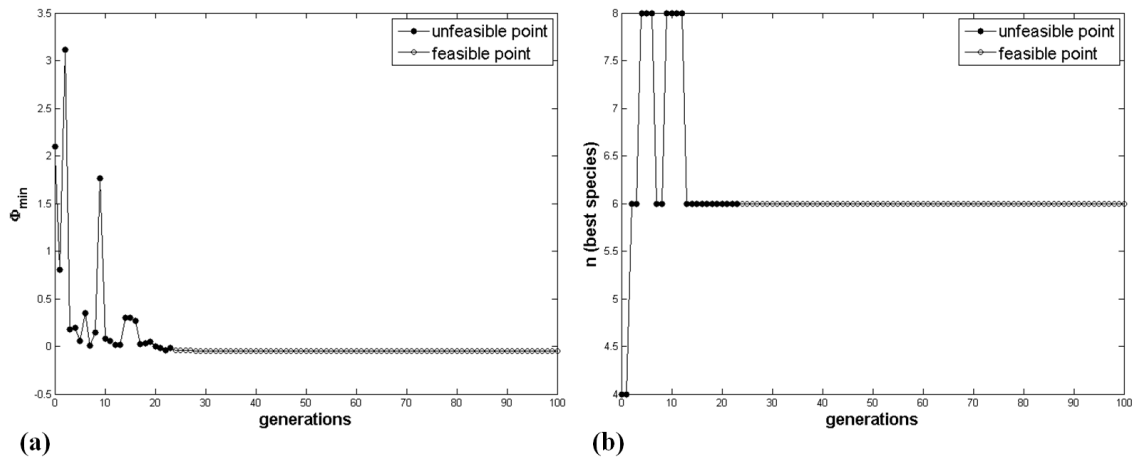 3.5
3
2.5
2
1.5
1
0.5
0
-0.5
Φmin
unfeasible point
feasible point
0 10 20 30 40 50 60 70 80 90 100
generations
(a)
8
7.5
7
6.5
6
5.5
5
4.5
4
n (best species)
unfeasible point
feasible point
0 10 20 30 40 50 60 70 80 90 100
generations
(b)